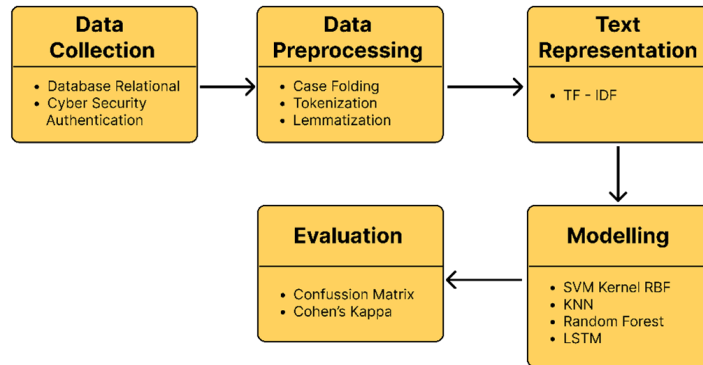 Data
Collection
• Database Relational
• Cyber Security
Authentication
Data
Preprocessing
• Case Folding
• Tokenization
• Lemmatization
Text
Representation
• TF - IDF
Evaluation
• Confussion Matrix
• Cohen's Kappa
Modelling
• SVM Kernel RBF
• KNN
• Random Forest
• LSTM